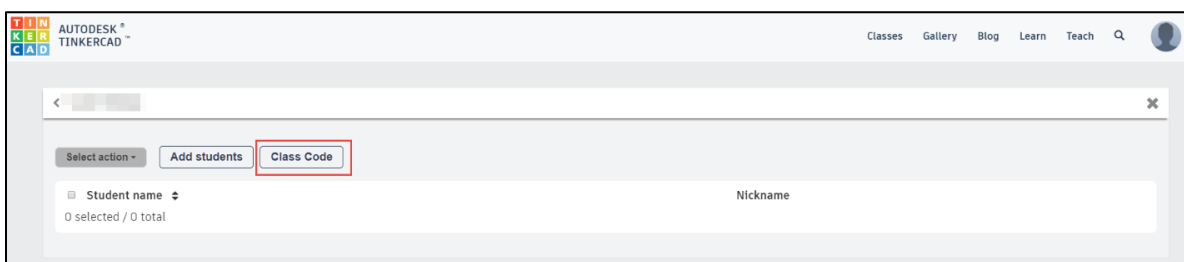 TIN
KER
CAD
AUTODESK®
TINKERCAD™
Classes Gallery Blog Learn Teach
Select action Add students Class Code
Student name Nickname
0 selected / 0 total